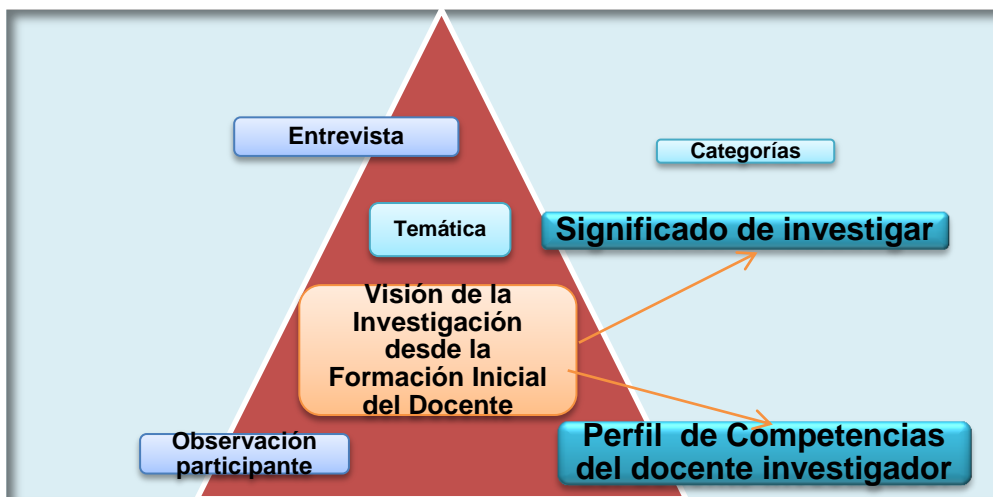 Entrevista
Categorías
Temática
Significado de investigar
Visión de la
Investigación
desde la
Formación Inicial
del Docente
Observación
participante
Perfil de Competencias
del docente investigador